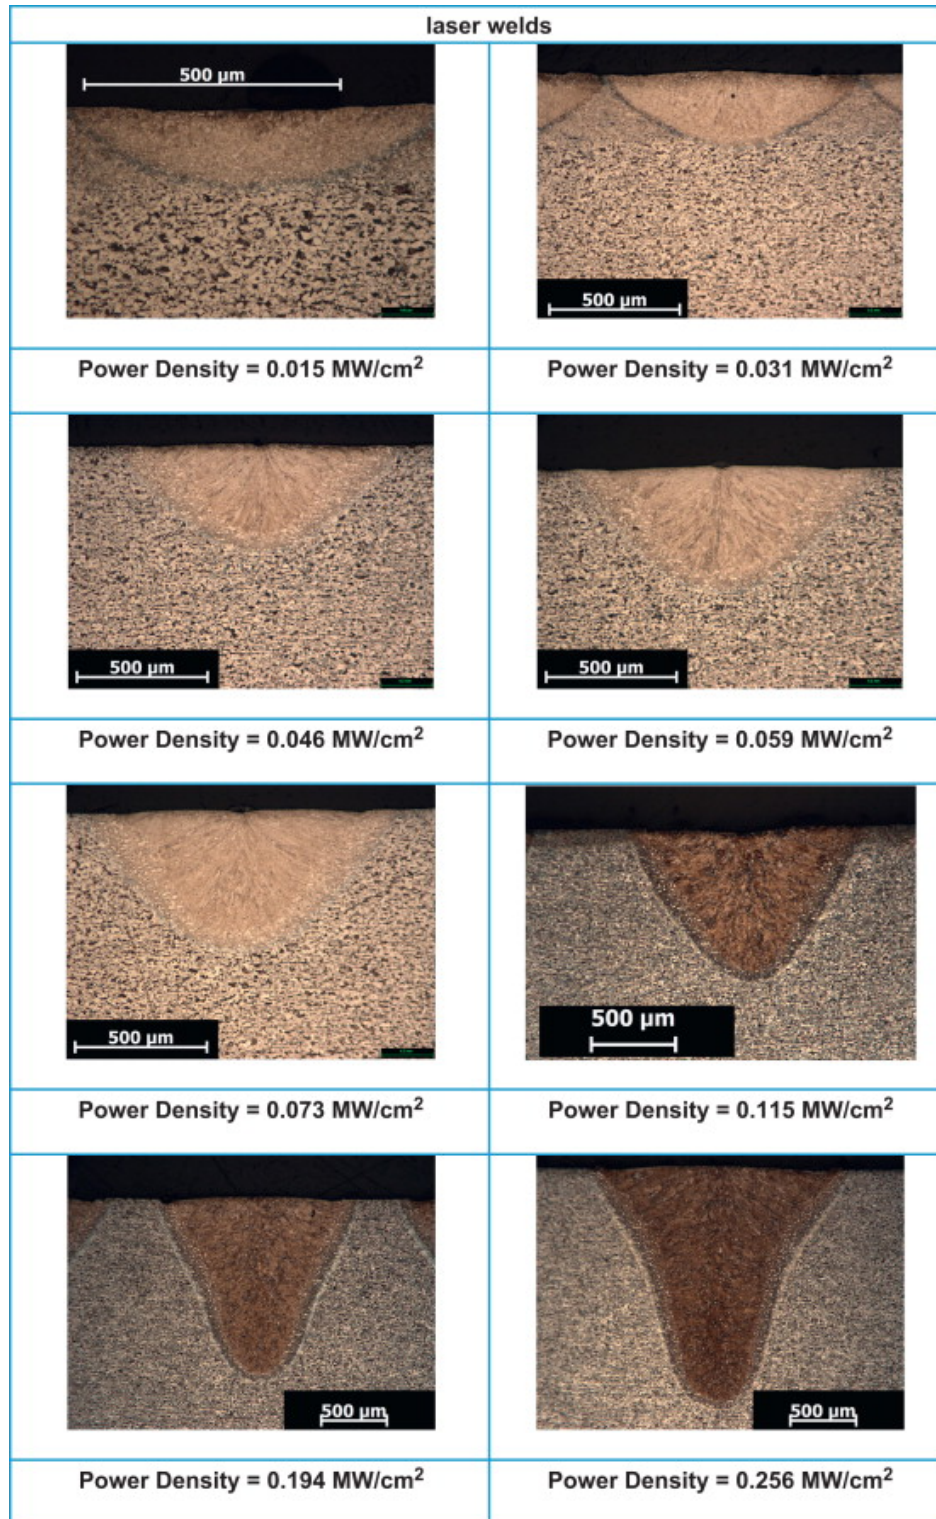 laser welds
500 µm
500 µm
Power Density = 0.015 MW/cm²
Power Density = 0.031 MW/cm²
500 µm
500 µm
Power Density = 0.046 MW/cm²
Power Density = 0.059 MW/cm²
500 µm
500 µm
Power Density = 0.073 MW/cm²
Power Density = 0.115 MW/cm²
500 µm
500 µm
Power Density = 0.194 MW/cm²
Power Density = 0.256 MW/cm²